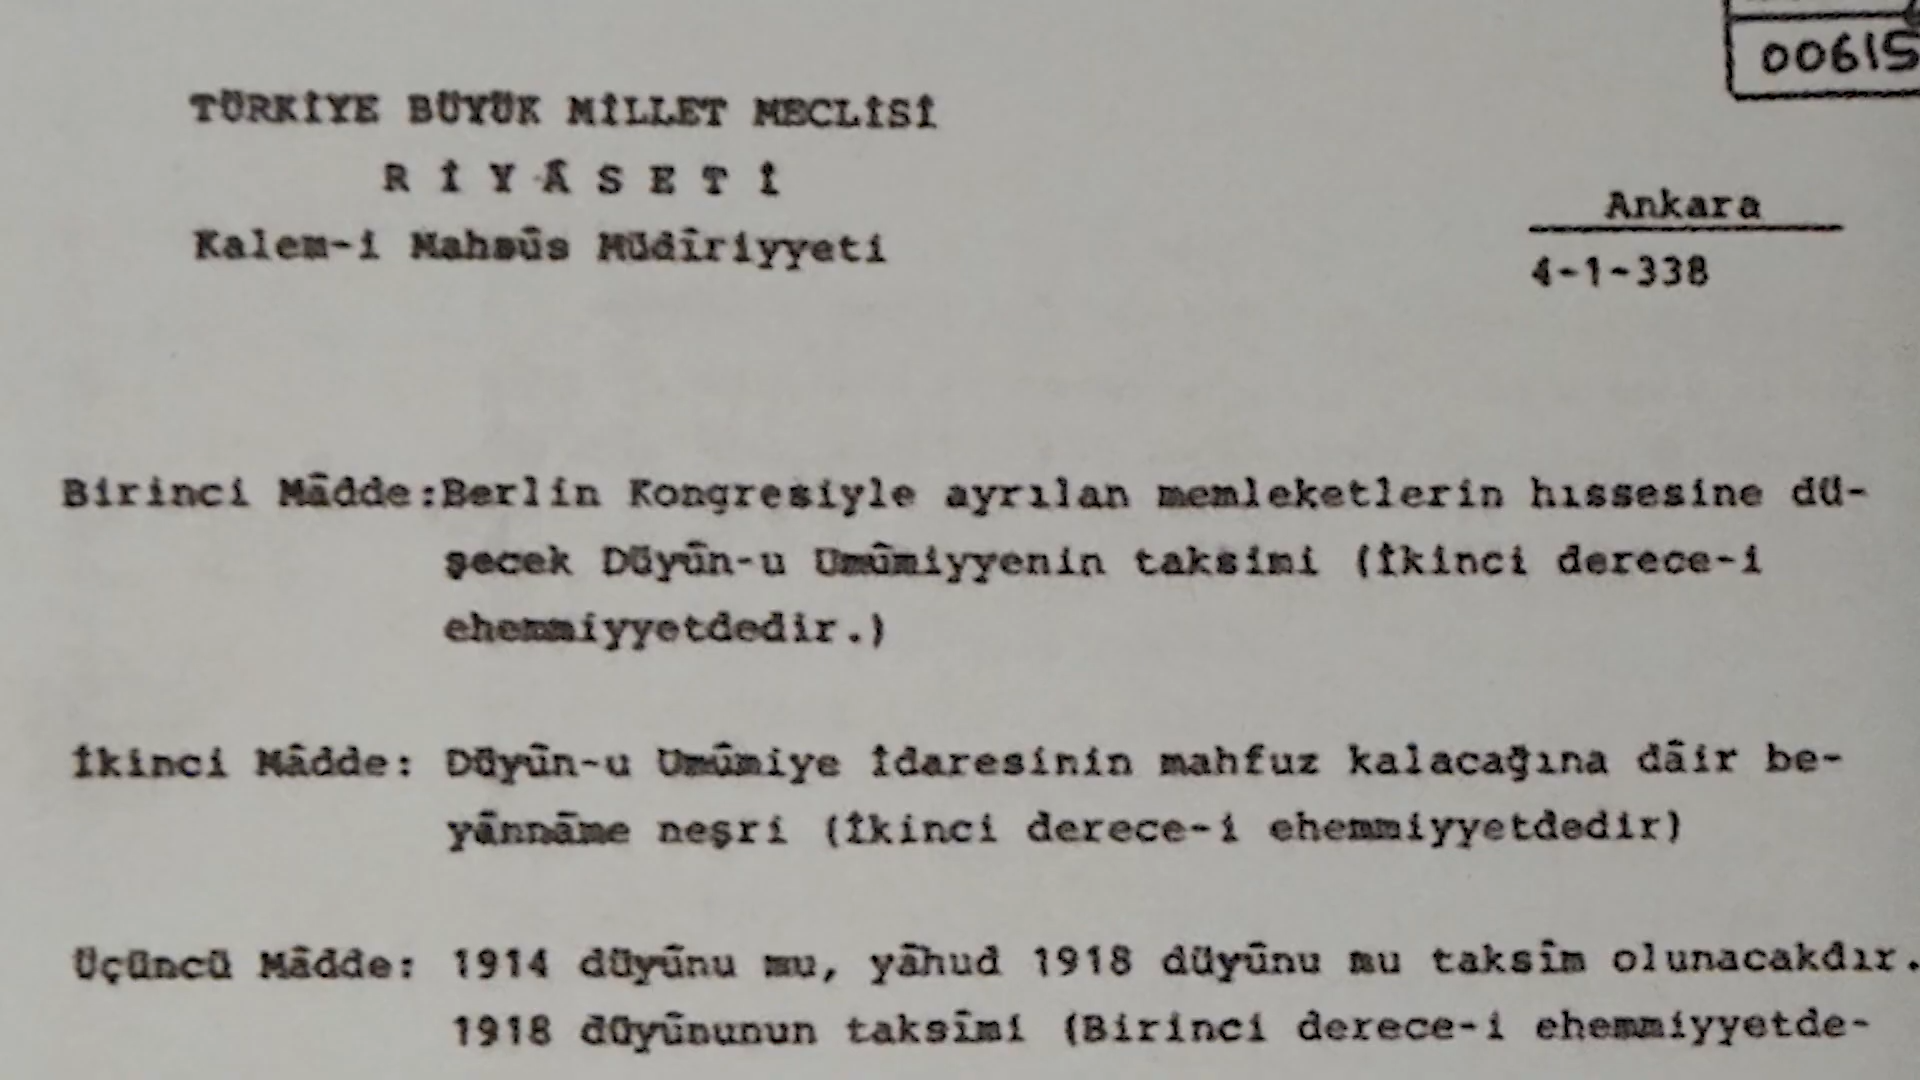 00615
TÜRKİYE BÜYÜK MİLLET MECLİSİ
R İ Y Â S E T İ
Kalem-i Mahsûs Müdîriyyeti
Ankara
4-1-338
Birinci Mâdde:Berlin Kongresiyle ayrılan memleketlerin hıssesine dü-
şecek Düyûn-u Umûmiyyenin taksimi (İkinci derece-i
ehemmiyyetdedir.)
İkinci Mâdde: Düyûn-u Umûmiye İdaresinin mahfuz kalacağına dâir be-
yânnâme neşri (İkinci derece-i ehemmiyyetdedir)
Üçüncü Mâdde: 1914 düyûnu mu, yâhud 1918 düyûnu mu taksîm olunacakdır.
1918 düyûnunun taksîmi (Birinci derece-i ehemmiyyetde-